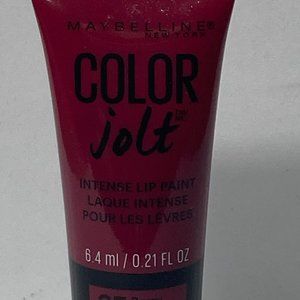 MAYBELLINE®
NEW YORK
COLOR
jolt™
INTENSE LIP PAINT
LAQUE INTENSE
POUR LES LÈVRES
6.4 ml / 0.21 FL OZ